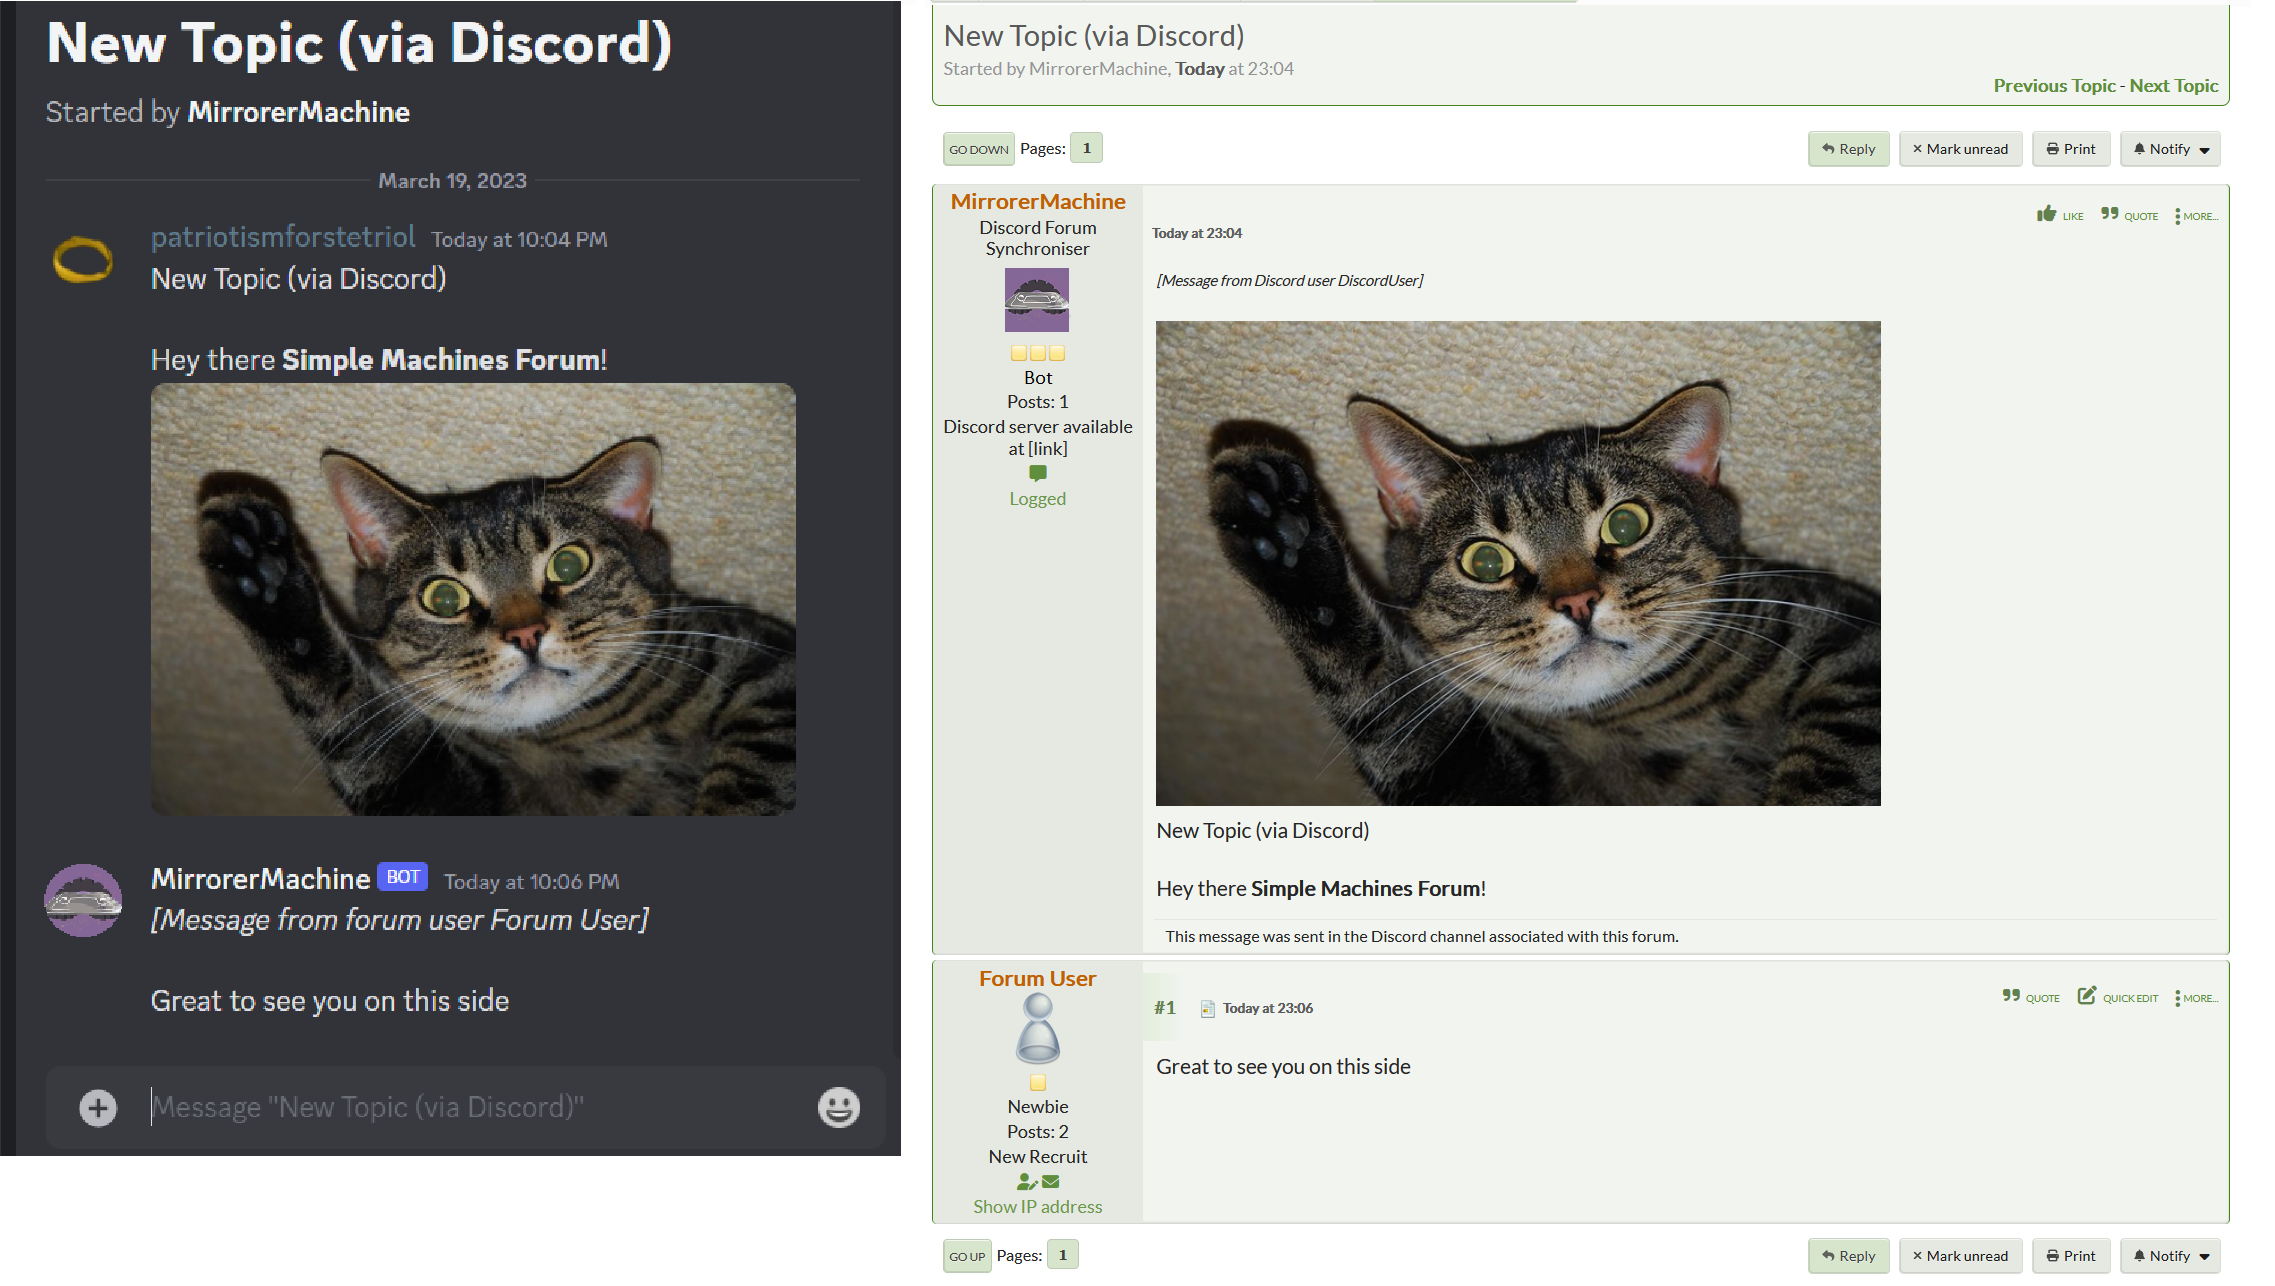 New Topic (via Discord)
Started by MirrorerMachine
March 19, 2023
patriotismforstetriol Today at 10:04 PM
New Topic (via Discord)
Hey there Simple Machines Forum!
MirrorerMachine BOT Today at 10:06 PM
[Message from forum user Forum User]
Great to see you on this side
Message "New Topic (via Discord)"
New Topic (via Discord)
Started by MirrorerMachine, Today at 23:04
Previous Topic - Next Topic
GO DOWN Pages: 1
Reply Mark unread Print Notify
MirrorerMachine
Discord Forum
Synchroniser
Bot
Posts: 1
Discord server available
at [link]
Logged
Today at 23:04
LIKE QUOTE MORE...
[Message from Discord user DiscordUser]
New Topic (via Discord)
Hey there Simple Machines Forum!
This message was sent in the Discord channel associated with this forum.
Forum User
Newbie
Posts: 2
New Recruit
Show IP address
#1 Today at 23:06
QUOTE QUICK EDIT MORE...
Great to see you on this side
GO UP Pages: 1
Reply Mark unread Print Notify